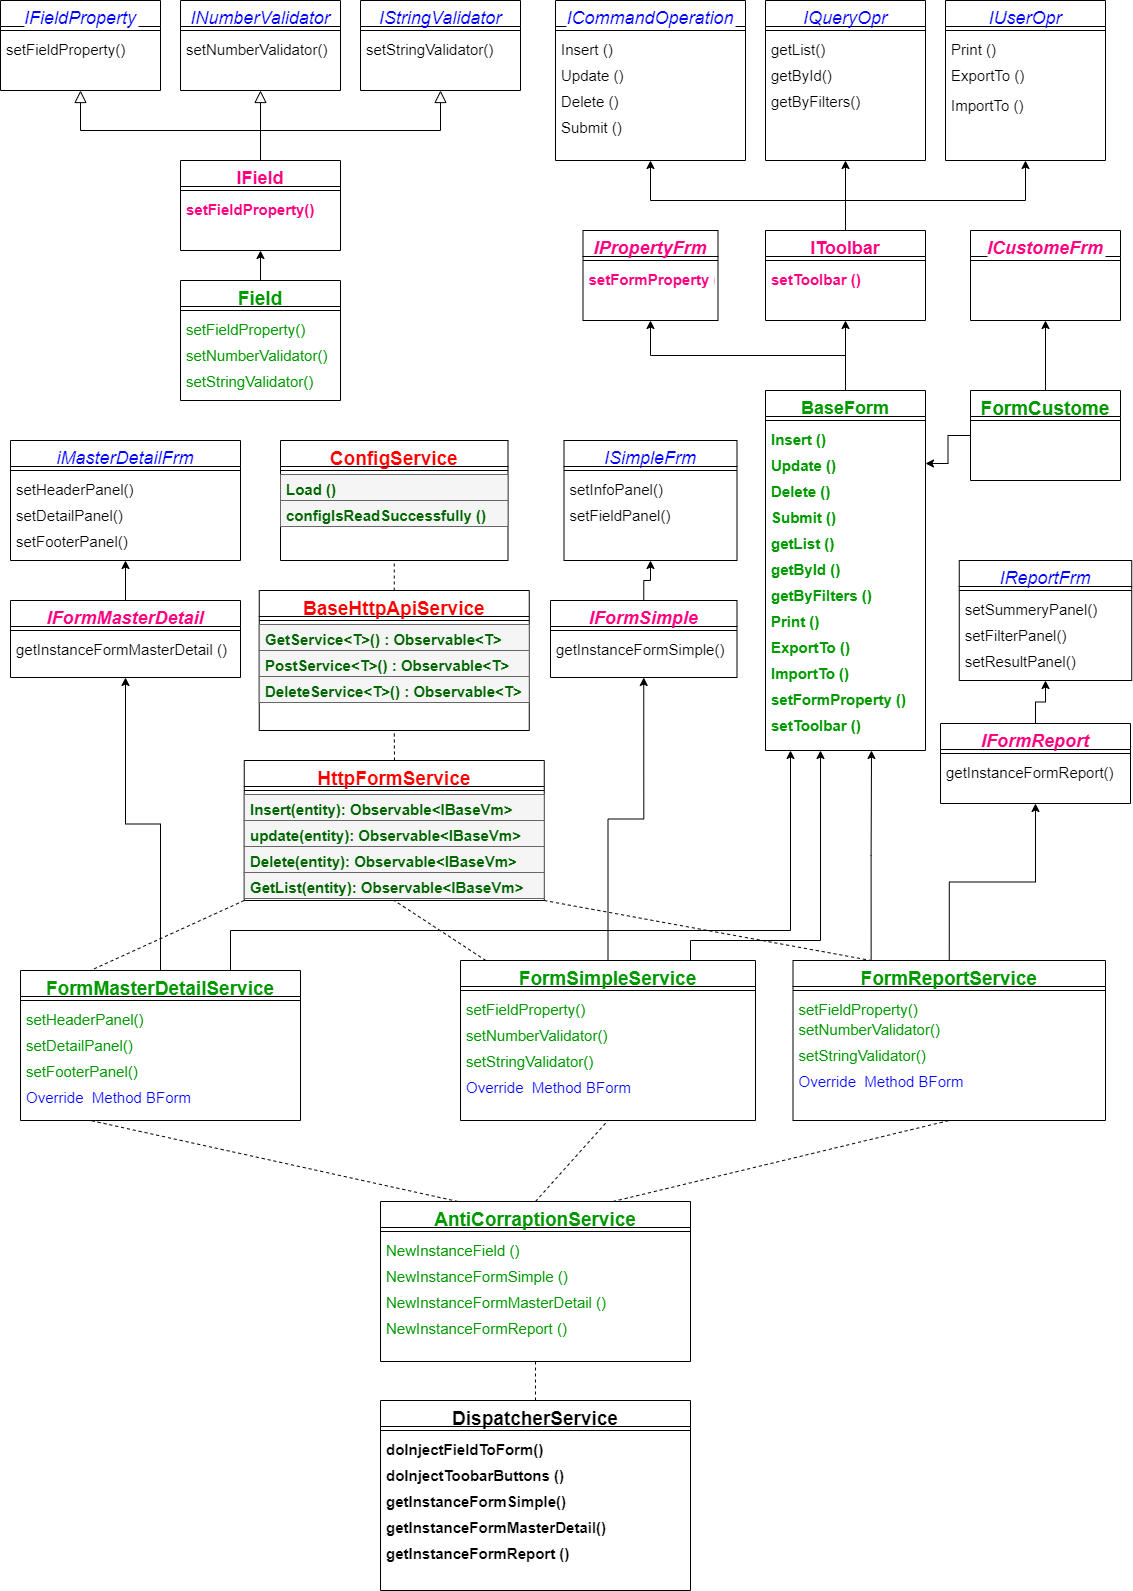 IFieldProperty
setFieldProperty()
INumberValidator
setNumberValidator()
IStringValidator
setStringValidator()
ICommandOperation
Insert ()
Update ()
Delete ()
Submit ()
IQueryOpr
getList()
getById()
getByFilters()
IUserOpr
Print ()
ExportTo ()
ImportTo ()
IField
setFieldProperty()
Field
setFieldProperty()
setNumberValidator()
setStringValidator()
IPropertyFrm
setFormProperty
IToolbar
setToolbar ()
ICustomeFrm
BaseForm
Insert ()
Update ()
Delete ()
Submit ()
getList ()
getById ()
getByFilters ()
Print ()
ExportTo ()
ImportTo ()
setFormProperty ()
setToolbar ()
FormCustome
iMasterDetailFrm
setHeaderPanel()
setDetailPanel()
setFooterPanel()
ConfigService
Load ()
configIsReadSuccessfully ()
ISimpleFrm
setInfoPanel()
setFieldPanel()
IReportFrm
setSummeryPanel()
setFilterPanel()
setResultPanel()
IFormMasterDetail
getInstanceFormMasterDetail ()
BaseHttpApiService
GetService<T>() : Observable<T>
PostService<T>() : Observable<T>
DeleteService<T>() : Observable<T>
IFormSimple
getInstanceFormSimple()
IFormReport
getInstanceFormReport()
HttpFormService
Insert(entity): Observable<IBaseVm>
update(entity): Observable<IBaseVm>
Delete(entity): Observable<IBaseVm>
GetList(entity): Observable<IBaseVm>
FormMasterDetailService
setHeaderPanel()
setDetailPanel()
setFooterPanel()
Override  Method BForm
FormSimpleService
setFieldProperty()
setNumberValidator()
setStringValidator()
Override  Method BForm
FormReportService
setFieldProperty()
setNumberValidator()
setStringValidator()
Override  Method BForm
AntiCorraptionService
NewInstanceField ()
NewInstanceFormSimple ()
NewInstanceFormMasterDetail ()
NewInstanceFormReport ()
DispatcherService
doInjectFieldToForm()
doInjectToobarButtons ()
getInstanceFormSimple()
getInstanceFormMasterDetail()
getInstanceFormReport ()